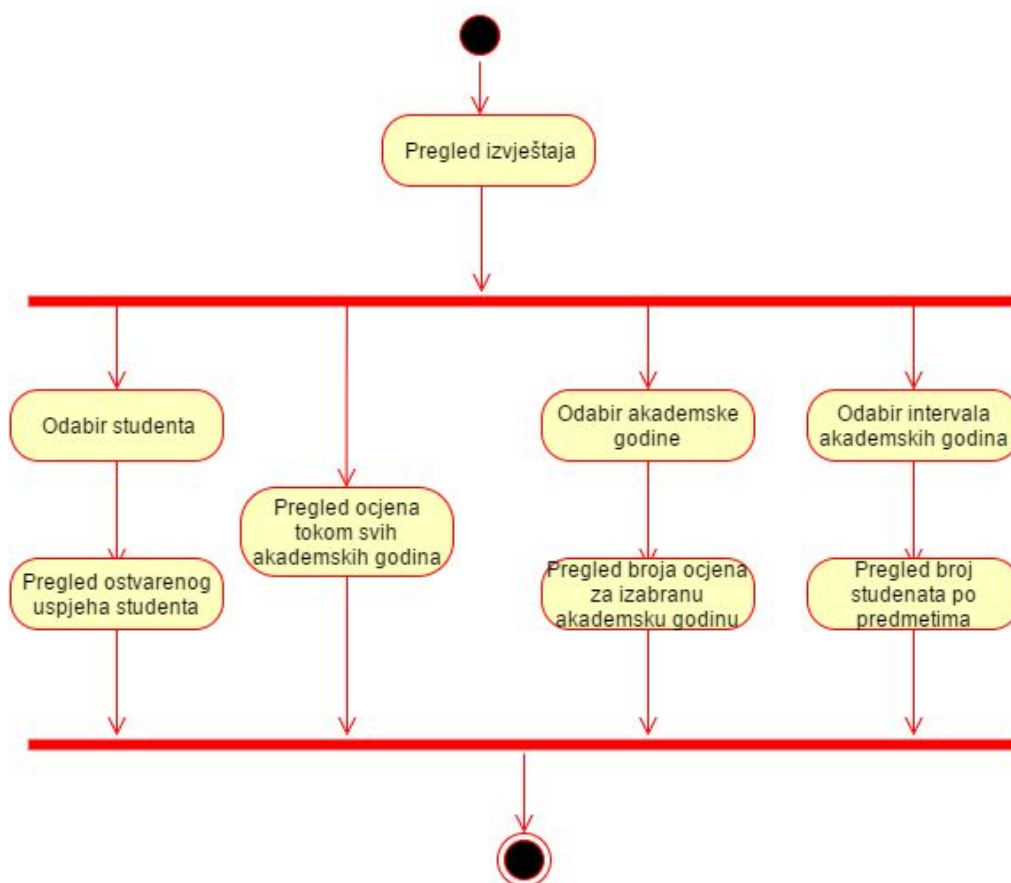 Pregled izvještaja
Odabir studenta
Odabir akademske
godine
Odabir intervala
akademskih godina
Pregled ocjena
tokom svih
akademskih godina
Pregled ostvarenog
uspjeha studenta
Pregled broja ocjena
za izabranu
akademsku godinu
Pregled broj
studenata po
predmetima